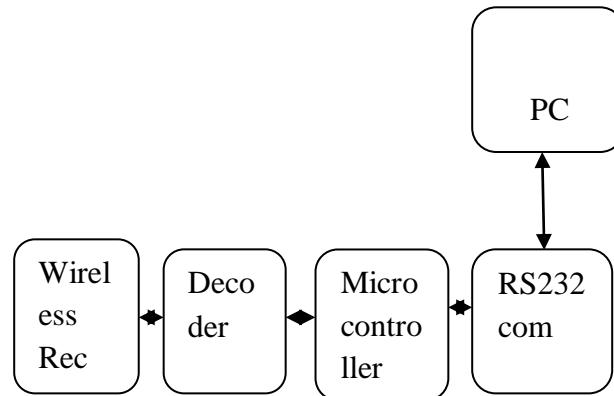 PC
Wirel
ess
Rec
Deco
der
Micro
contro
ller
RS232
com